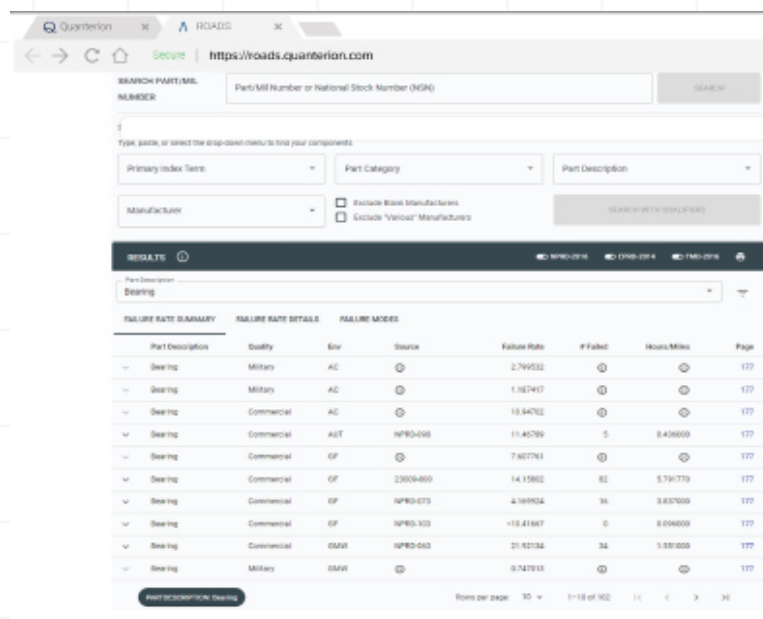 Quanterion × ROADS ×
Secure | https://roads.quanterion.com
SEARCH PART/MIL NUMBER
Part/Mil Number or National Stock Number (NSN)
SEARCH
Type, paste, or select the drop-down menu to find your components
Primary Index Term
Part Category
Part Description
Manufacturer
Exclude Blank Manufacturers
Exclude "Various" Manufacturers
SEARCH WITH QUALIFIERS
RESULTS NPRD-2016 EPRD-2014 FMD-2016
Part Description
Bearing
FAILURE RATE SUMMARY FAILURE RATE DETAILS FAILURE MODES
Part Description Quality Env Source Failure Rate # Failed Hours/Miles Page
Bearing Military AC 2.799532 177
Bearing Military AC 1.187417 177
Bearing Commercial AC 10.94702 177
Bearing Commercial AUT NPRD-098 11.46789 5 0.436000 177
Bearing Commercial GF 7.607761 177
Bearing Commercial GF 23009-000 14.15802 82 5.791770 177
Bearing Commercial GF NPRD-073 4.169924 16 3.837000 177
Bearing Commercial GF NPRD-103 <10.41667 0 0.096000 177
Bearing Commercial GMW NPRD-063 21.92134 34 1.551000 177
Bearing Military GMW 0.747013 177
PART DESCRIPTION: Bearing Rows per page: 10 1-10 of 102